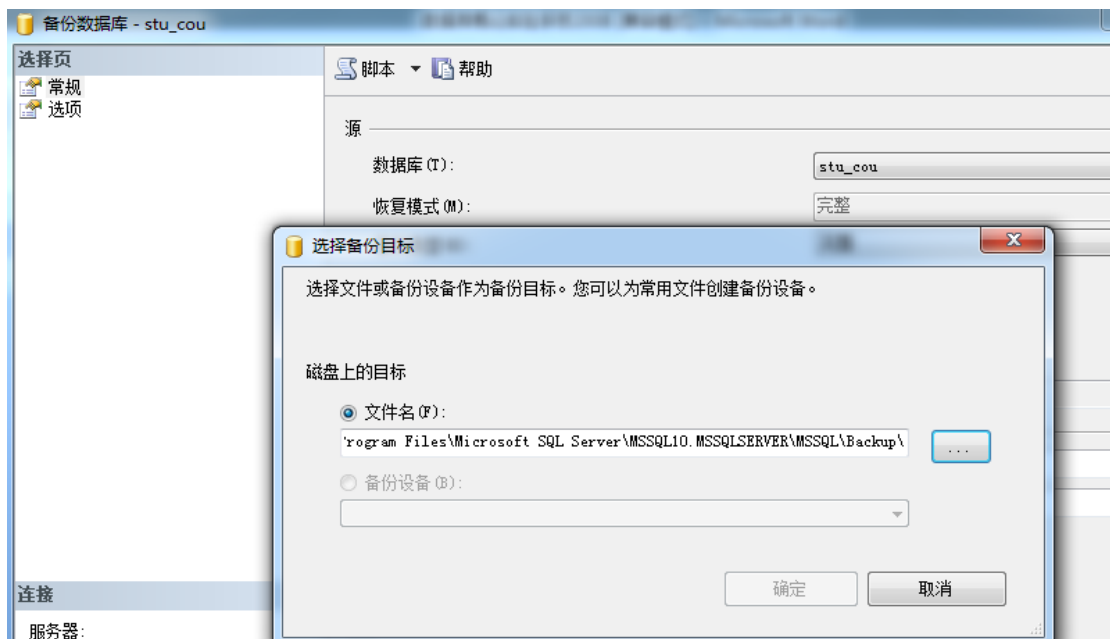 备份数据库 - stu_cou
选择页
常规
选项
脚本 帮助
源
数据库(T): stu_cou
恢复模式(M): 完整
选择备份目标
选择文件或备份设备作为备份目标。您可以为常用文件创建备份设备。
磁盘上的目标
文件名(F):
rogram Files\Microsoft SQL Server\MSSQL10.MSSQLSERVER\MSSQL\Backup\
...
备份设备(B):
确定 取消
连接
服务器: